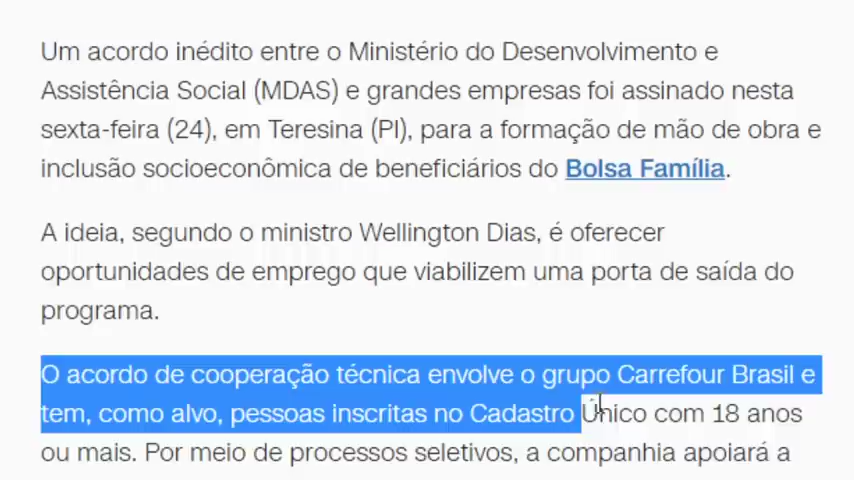 Um acordo inédito entre o Ministério do Desenvolvimento e
Assistência Social (MDAS) e grandes empresas foi assinado nesta
sexta-feira (24), em Teresina (PI), para a formação de mão de obra e
inclusão socioeconômica de beneficiários do Bolsa Família.
A ideia, segundo o ministro Wellington Dias, é oferecer
oportunidades de emprego que viabilizem uma porta de saída do
programa.
O acordo de cooperação técnica envolve o grupo Carrefour Brasil e
tem, como alvo, pessoas inscritas no Cadastro Único com 18 anos
ou mais. Por meio de processos seletivos, a companhia apoiará a